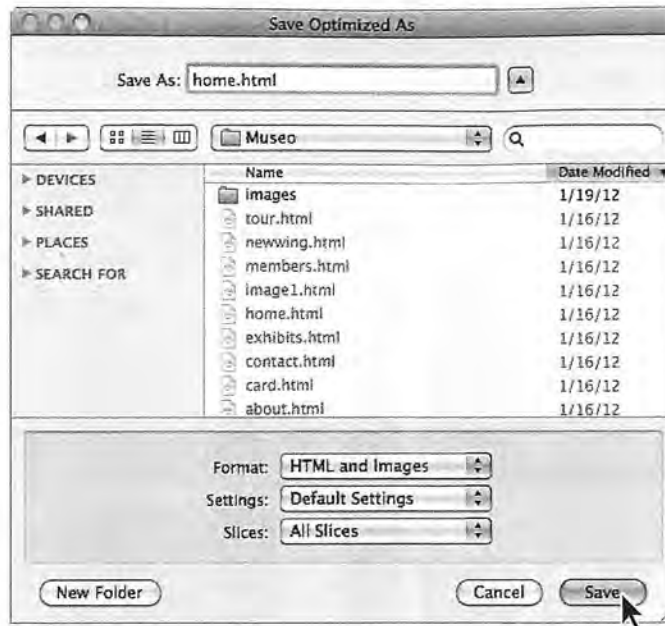 Save Optimized As
Save As: home.html
Museo
Name Date Modified
DEVICES
SHARED
PLACES
SEARCH FOR
images 1/19/12
tour.html 1/16/12
newwing.html 1/16/12
members.html 1/16/12
image1.html 1/16/12
home.html 1/16/12
exhibits.html 1/16/12
contact.html 1/16/12
card.html 1/16/12
about.html 1/16/12
Format: HTML and Images
Settings: Default Settings
Slices: All Slices
New Folder Cancel Save